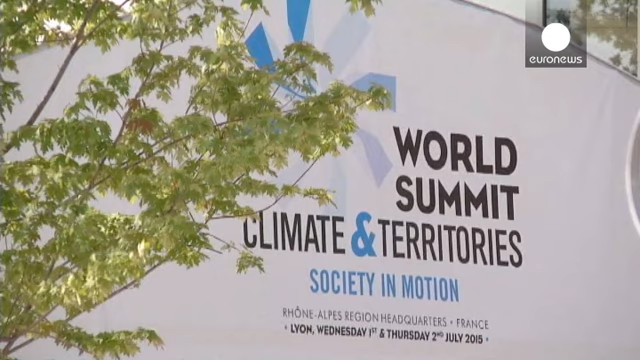 euronews
WORLD
SUMMIT
CLIMATE & TERRITORIES
SOCIETY IN MOTION
RHÔNE-ALPES REGION HEADQUARTERS • FRANCE
• LYON, WEDNESDAY 1ST & THURSDAY 2ND JULY 2015 •